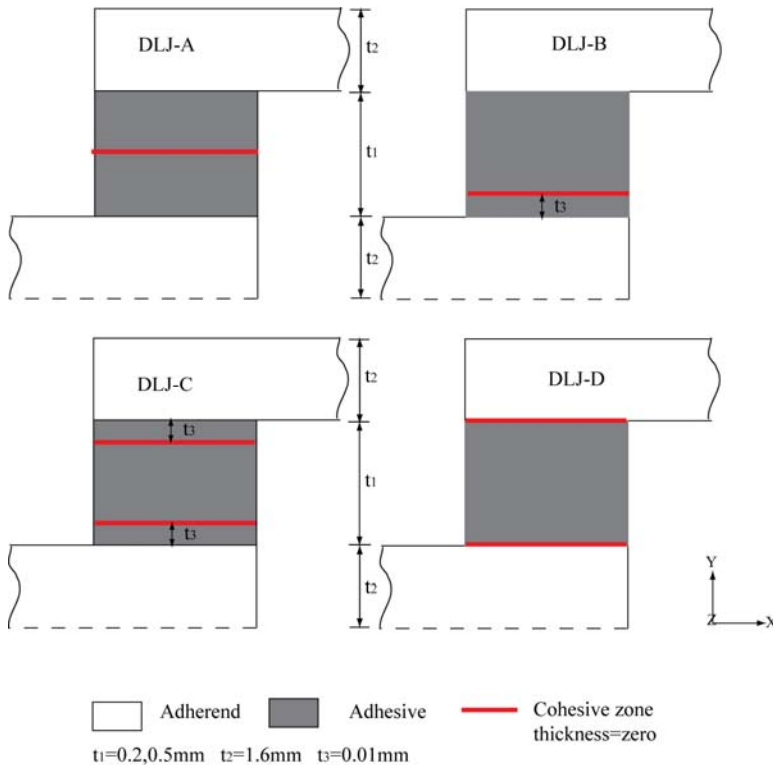 DLJ-A
t2
DLJ-B
t1
t3
t2
DLJ-C
t3
t3
t2
DLJ-D
t1
t2
Y
Z
X
Adherend
Adhesive
Cohesive zone
thickness=zero
t1=0.2,0.5mm t2=1.6mm t3=0.01mm